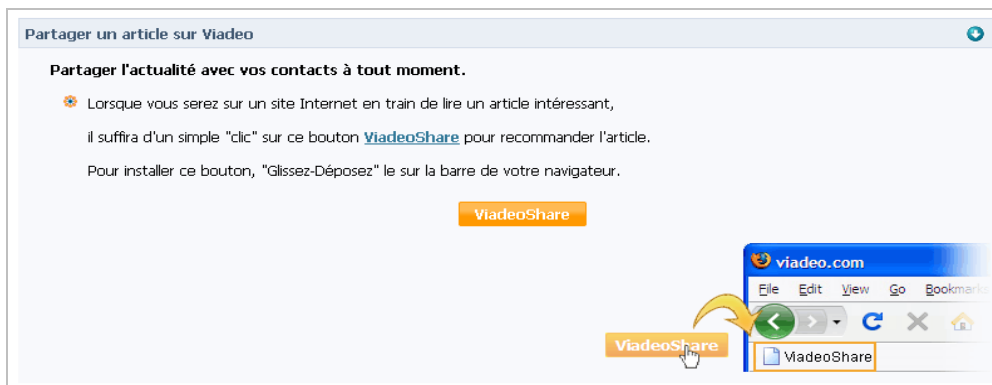 Partager un article sur Viadeo
Partager l'actualité avec vos contacts à tout moment.
Lorsque vous serez sur un site Internet en train de lire un article intéressant,
il suffira d'un simple "clic" sur ce bouton ViadeoShare pour recommander l'article.
Pour installer ce bouton, "Glissez-Déposez" le sur la barre de votre navigateur.
ViadeoShare
viadeo.com
File Edit View Go Bookmarks
ViadeoShare
ViadeoShare